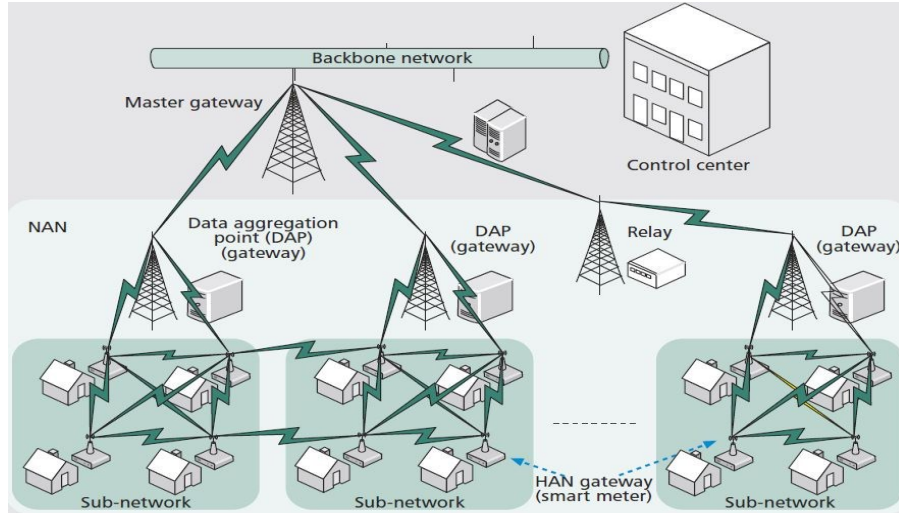 Backbone network
Master gateway
Control center
NAN
Data aggregation
point (DAP)
(gateway)
DAP
(gateway)
Relay
DAP
(gateway)
HAN gateway
(smart meter)
Sub-network
Sub-network
Sub-network